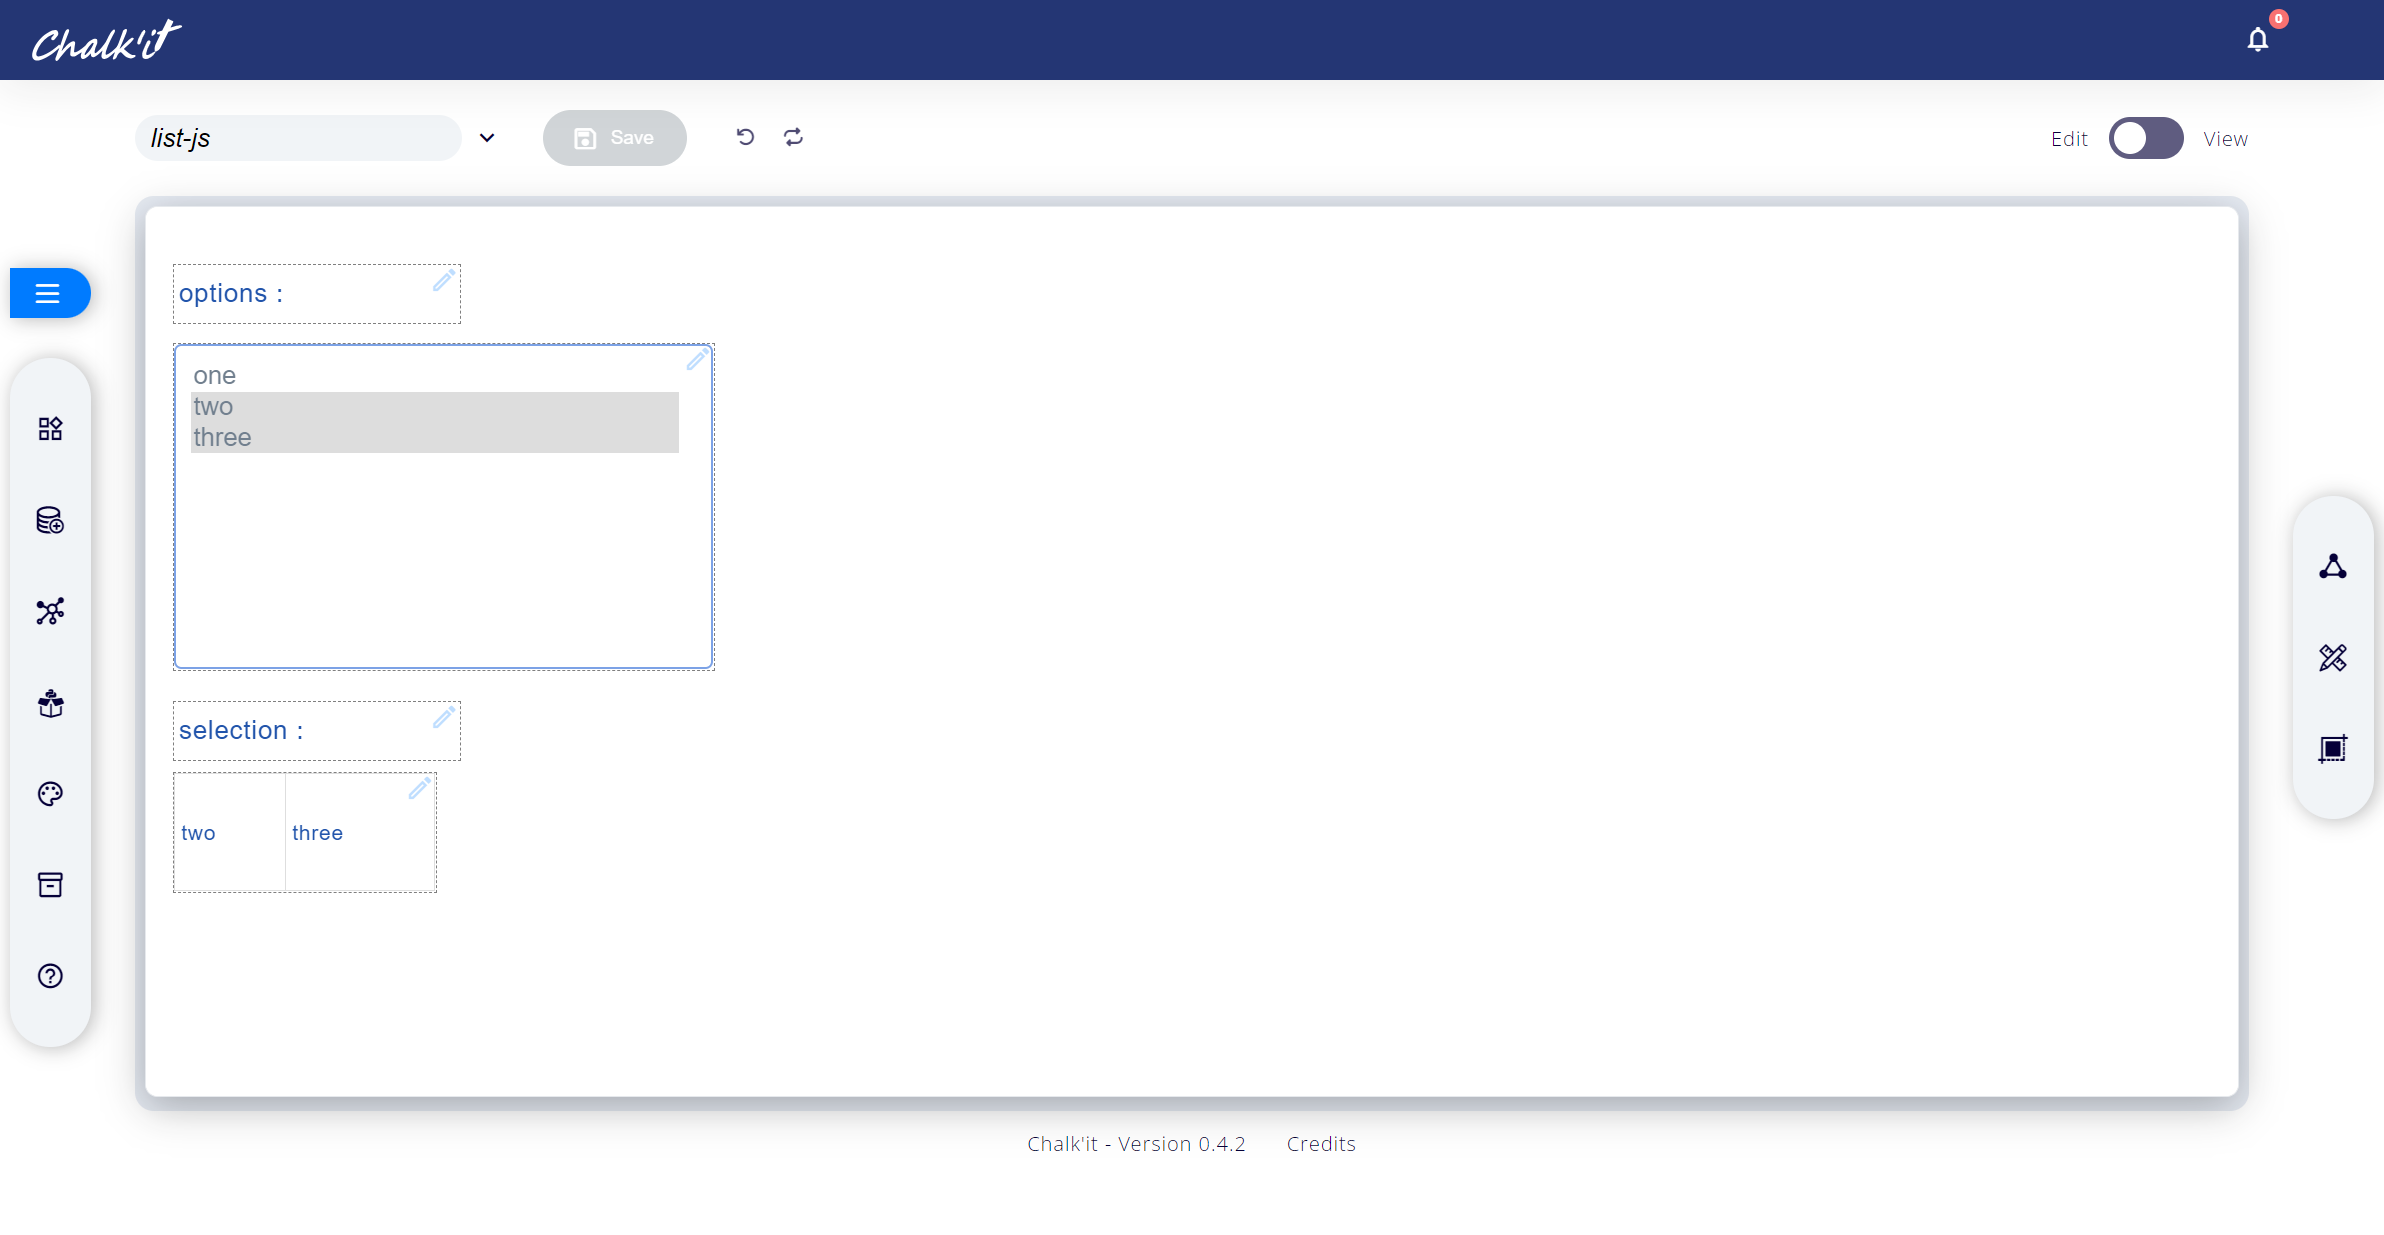 Chalk'it
0
list-js
Save
Edit View
options :
one
two
three
selection :
two three
Chalk'it - Version 0.4.2 Credits